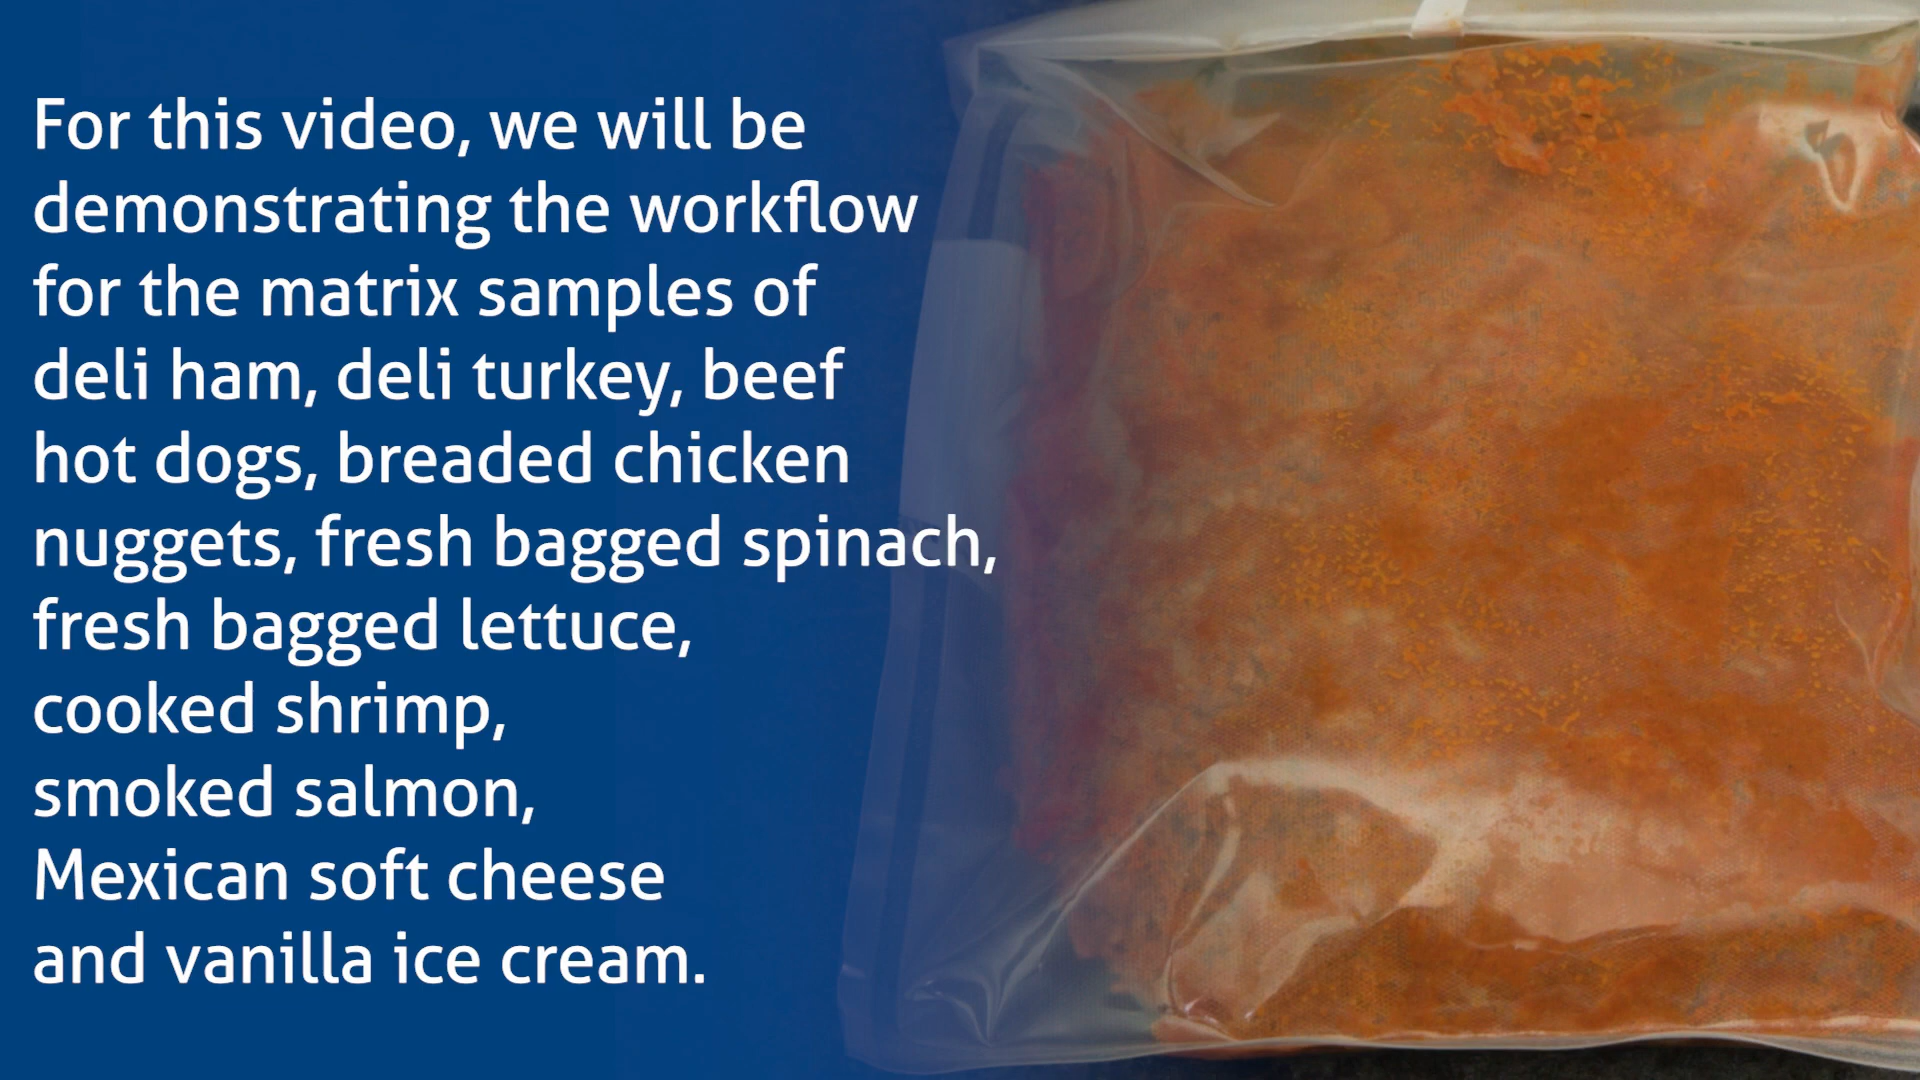 For this video, we will be
demonstrating the workflow
for the matrix samples of
deli ham, deli turkey, beef
hot dogs, breaded chicken
nuggets, fresh bagged spinach,
fresh bagged lettuce,
cooked shrimp,
smoked salmon,
Mexican soft cheese
and vanilla ice cream.